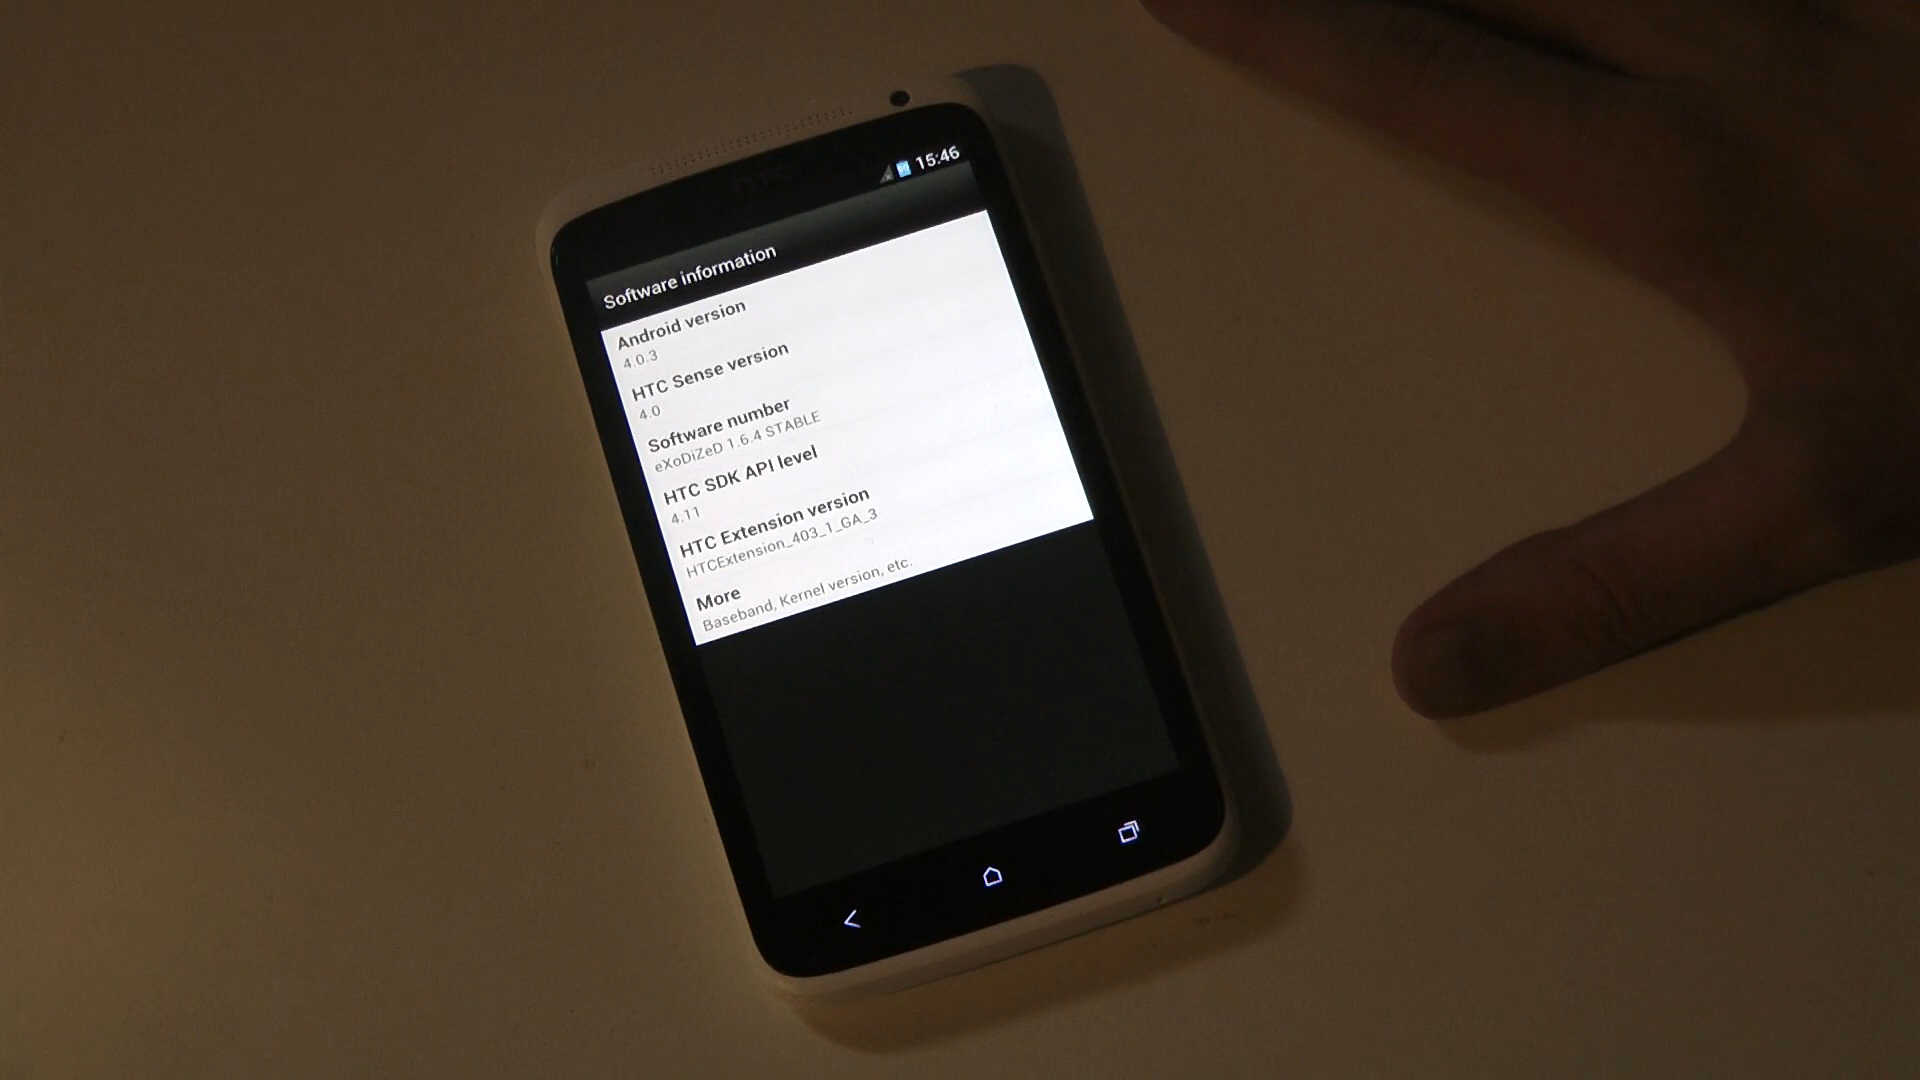 15:46
Software information
Android version
4.0.3
HTC Sense version
4.0
Software number
eXoDiZeD 1.6.4 STABLE
HTC SDK API level
4.11
HTC Extension version
HTCExtension_403_1_GA_3
More
Baseband, Kernel version, etc.